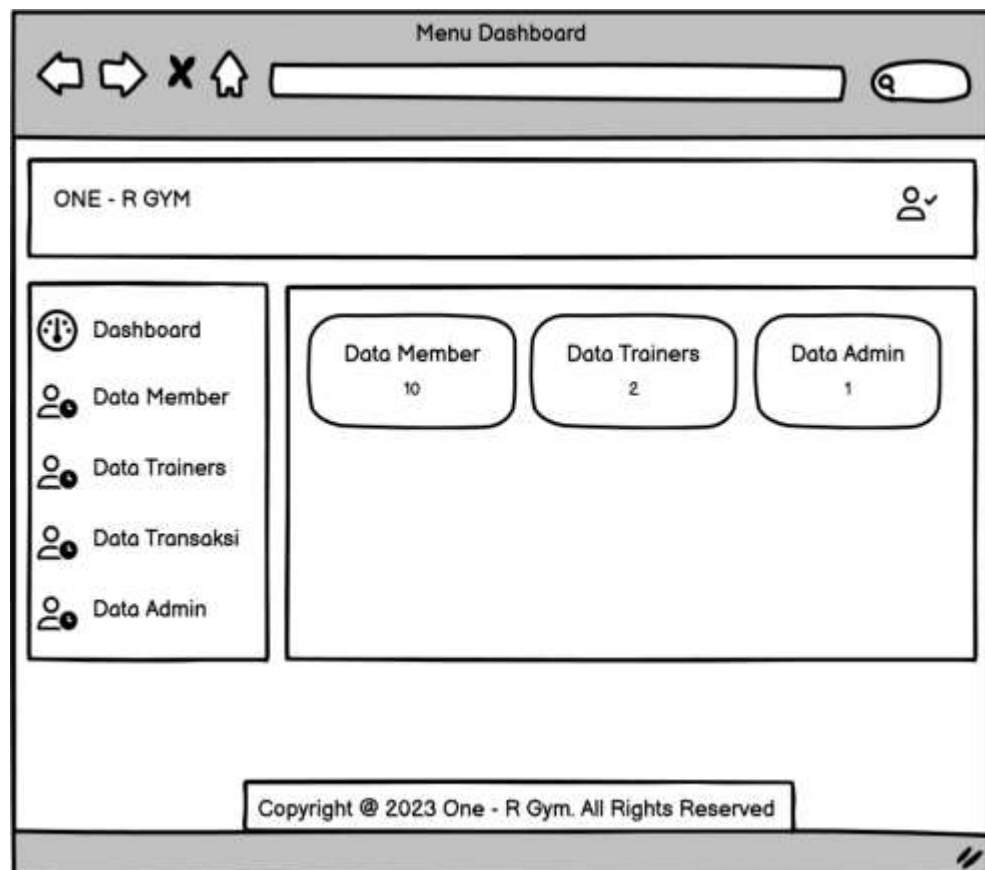 Menu Dashboard
ONE - R GYM
Dashboard
Data Member
Data Trainers
Data Transaksi
Data Admin
Data Member
10
Data Trainers
2
Data Admin
1
Copyright @ 2023 One - R Gym. All Rights Reserved